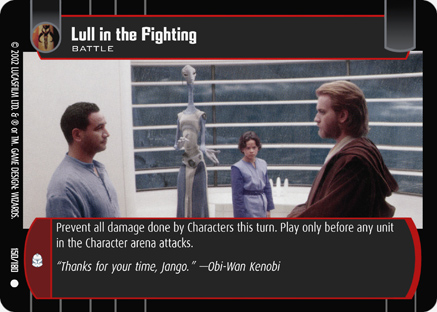 Lull in the Fighting
BATTLE
Prevent all damage done by Characters this turn. Play only before any unit
in the Character arena attacks.
"Thanks for your time, Jango." —Obi-Wan Kenobi
© 2002 LUCASFILM LTD. & ® or TM. GAME DESIGN: WIZARDS.
150/180